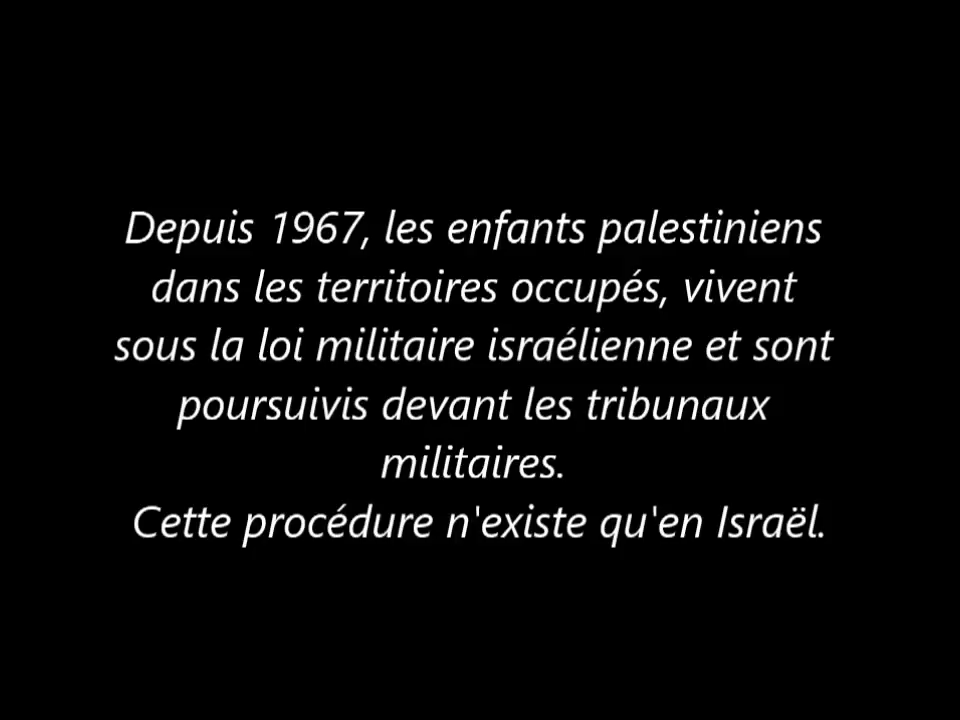 Depuis 1967, les enfants palestiniens
dans les territoires occupés, vivent
sous la loi militaire israélienne et sont
poursuivis devant les tribunaux
militaires.
Cette procédure n'existe qu'en Israël.